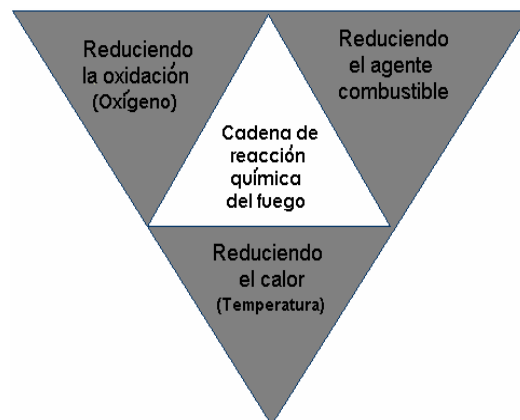 Reduciendo
la oxidación
(Oxígeno)
Reduciendo
el agente
combustible
Cadena de
reacción
química
del fuego
Reduciendo
el calor
(Temperatura)